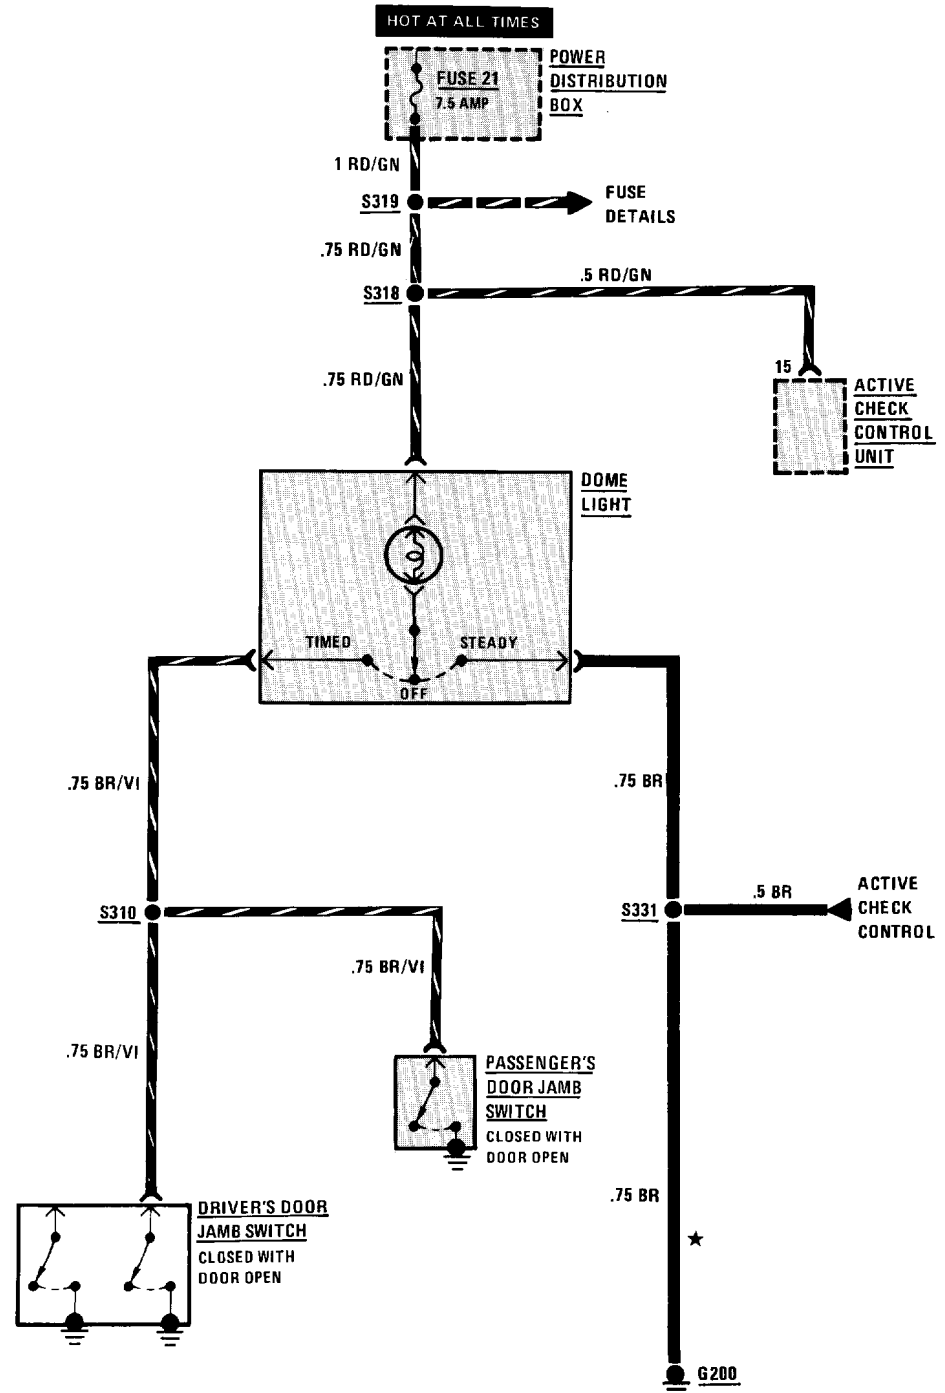 HOT AT ALL TIMES
FUSE 21
7.5 AMP
POWER
DISTRIBUTION
BOX
1 RD/GN
S319
FUSE
DETAILS
.75 RD/GN
S318
.5 RD/GN
.75 RD/GN
15
ACTIVE
CHECK
CONTROL
UNIT
DOME
LIGHT
TIMED
STEADY
OFF
.75 BR/VI
.75 BR
S310
S331
.5 BR
ACTIVE
CHECK
CONTROL
.75 BR/VI
.75 BR/VI
PASSENGER'S
DOOR JAMB
SWITCH
CLOSED WITH
DOOR OPEN
DRIVER'S DOOR
JAMB SWITCH
CLOSED WITH
DOOR OPEN
.75 BR
G200